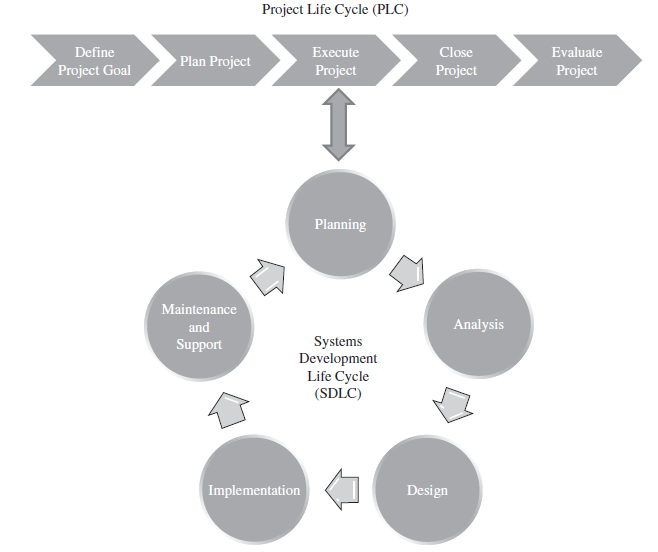 Project Life Cycle (PLC)
Define
Project Goal
Plan Project
Execute
Project
Close
Project
Evaluate
Project
Planning
Analysis
Design
Implementation
Maintenance
and
Support
Systems
Development
Life Cycle
(SDLC)